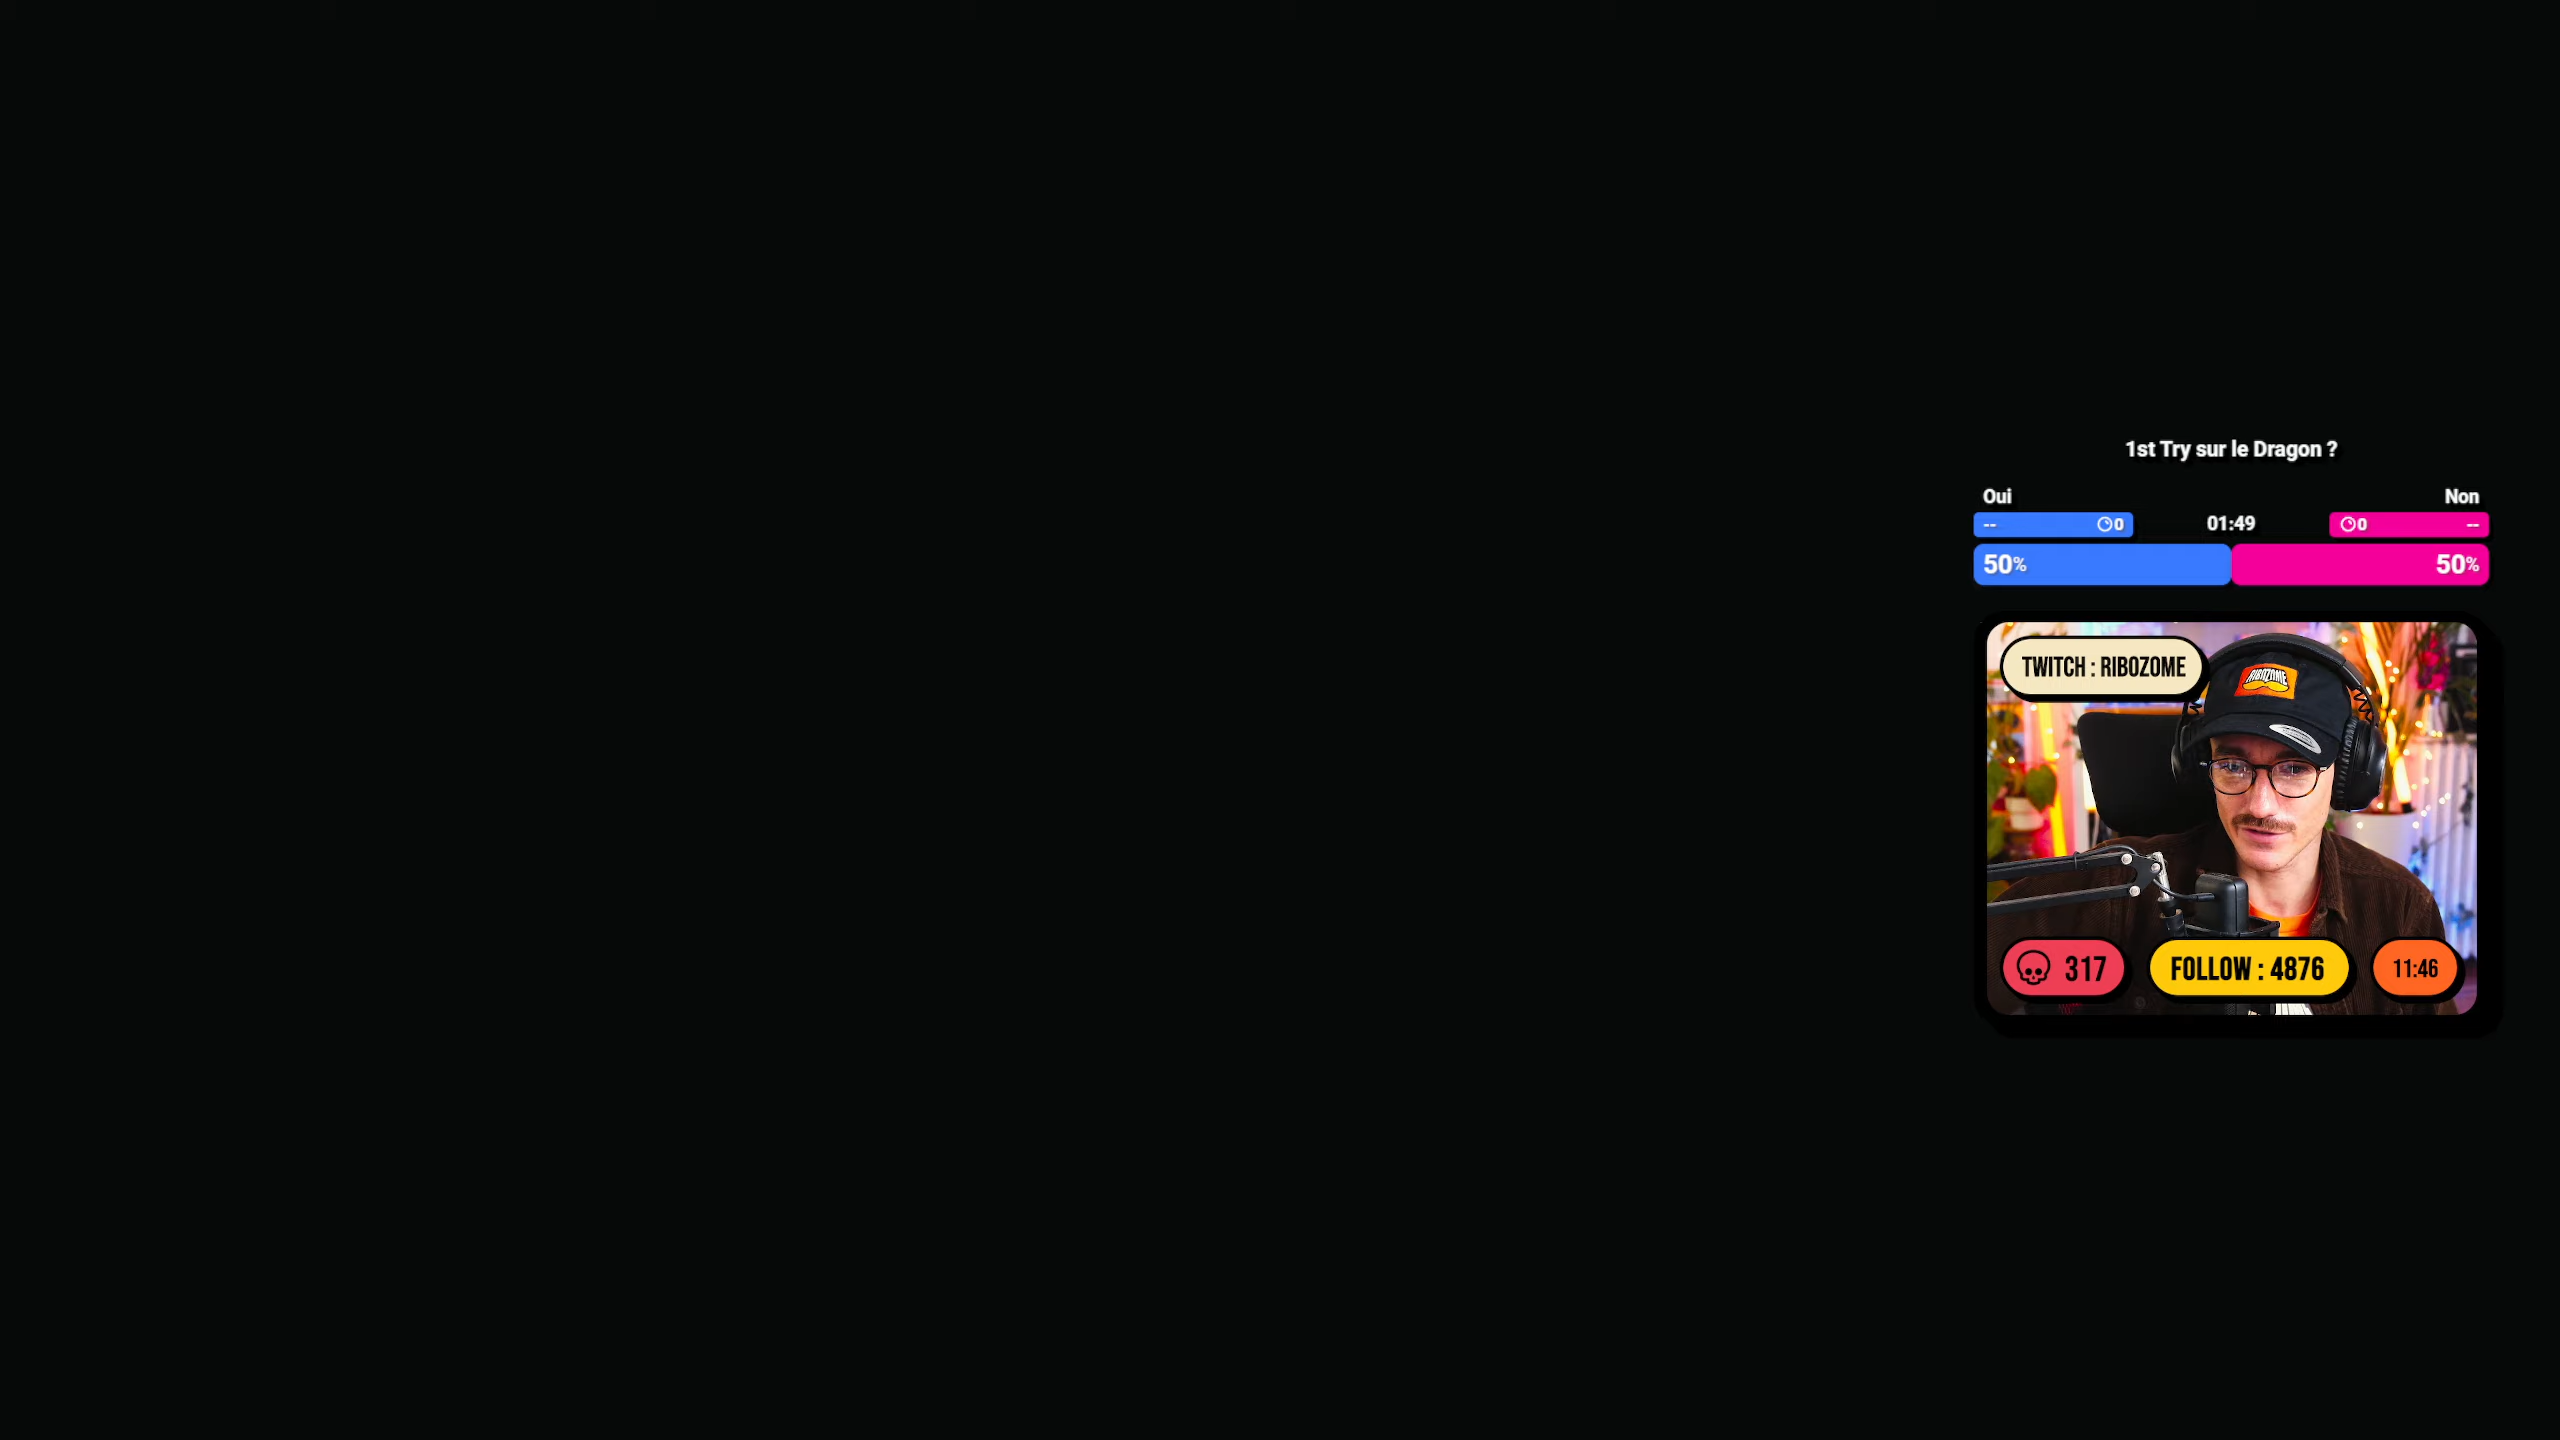 1st Try sur le Dragon ?
Oui Non
-- 0 01:49 0 --
50% 50%
TWITCH : RIBOZOME
RIBOZOME
317 FOLLOW : 4876 11:46